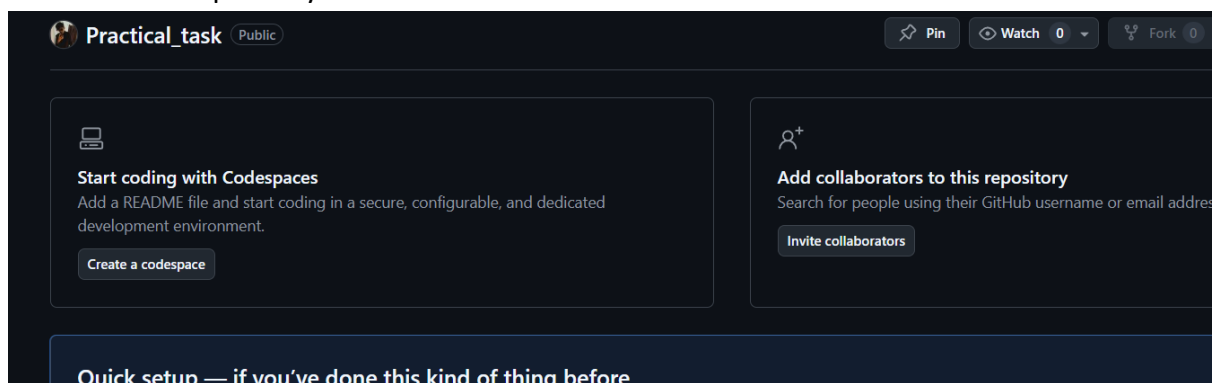 Practical_task Public
Pin Watch 0 Fork 0
Start coding with Codespaces
Add a README file and start coding in a secure, configurable, and dedicated
development environment.
Create a codespace
Add collaborators to this repository
Search for people using their GitHub username or email addres
Invite collaborators
Quick setup — if you've done this kind of thing before